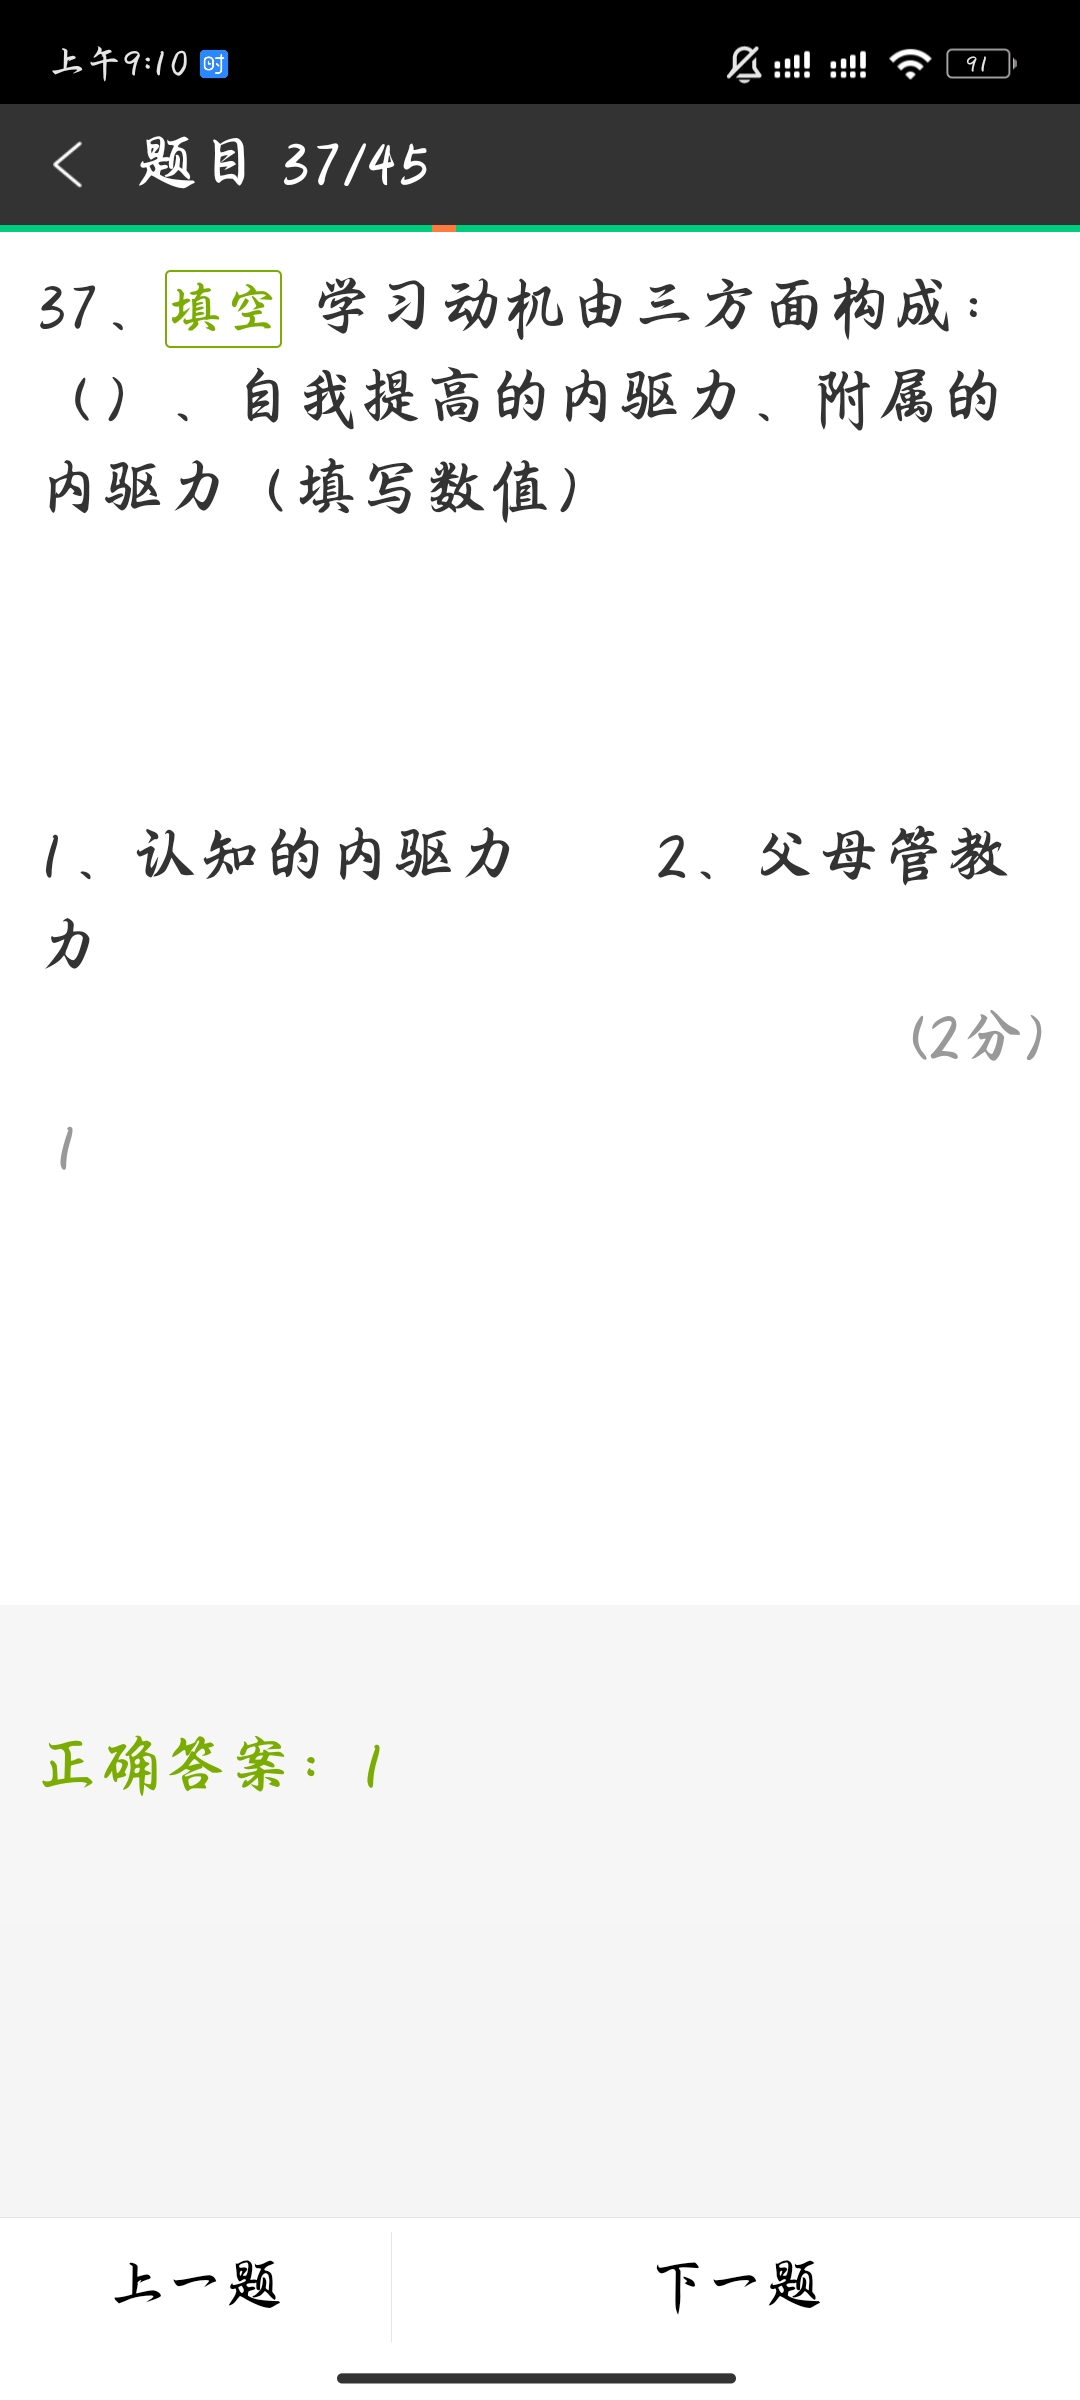 上午9:10 时 91
题目 37/45
37、填空 学习动机由三方面构成：
（）、自我提高的内驱力、附属的
内驱力（填写数值）
1、认知的内驱力 2、父母管教
力
(2分)
1
正确答案：1
上一题 下一题